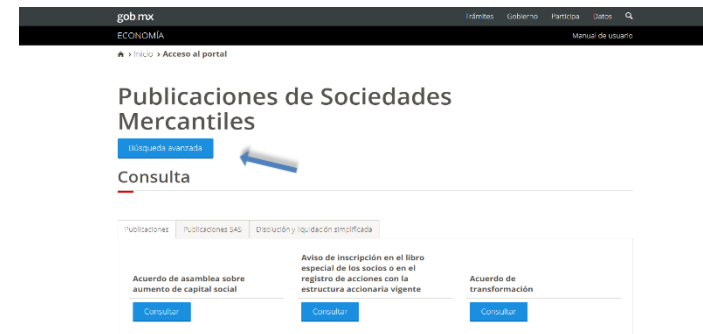 gob mx
Trámites Gobierno Participa Datos
ECONOMÍA
Manual de usuario
> Inicio > Acceso al portal
Publicaciones de Sociedades
Mercantiles
Búsqueda avanzada
Consulta
Publicaciones
Publicaciones SAS
Disolución y liquidación simplificada
Acuerdo de asamblea sobre
aumento de capital social
Consultar
Aviso de inscripción en el libro
especial de los socios o en el
registro de acciones con la
estructura accionaria vigente
Consultar
Acuerdo de
transformación
Consultar